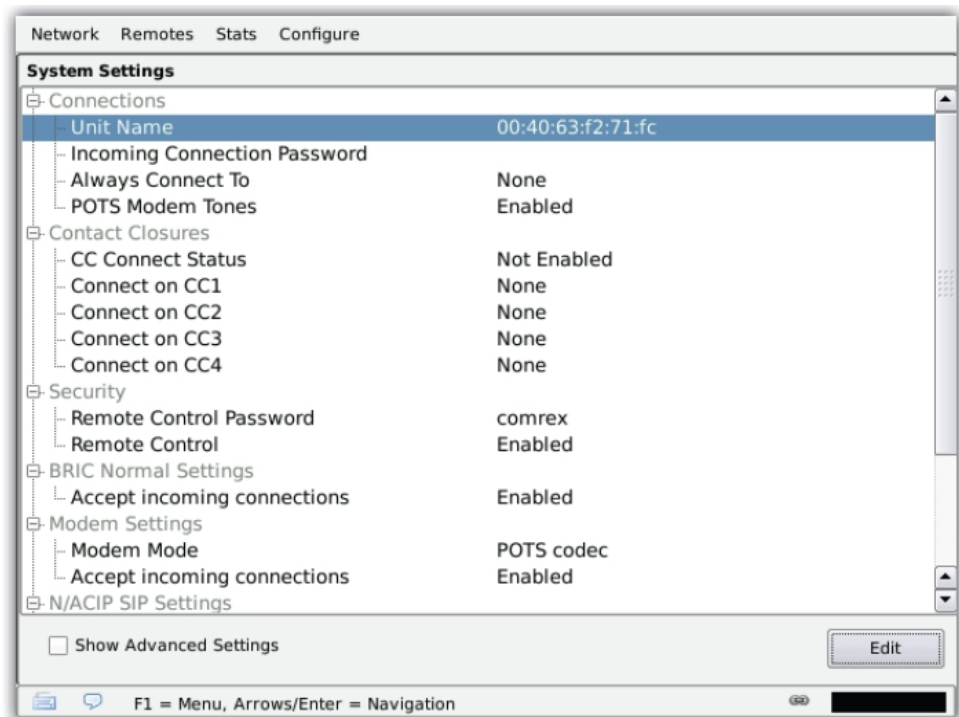 Network Remotes Stats Configure
System Settings
Connections
Unit Name 00:40:63:f2:71:fc
Incoming Connection Password
Always Connect To None
POTS Modem Tones Enabled
Contact Closures
CC Connect Status Not Enabled
Connect on CC1 None
Connect on CC2 None
Connect on CC3 None
Connect on CC4 None
Security
Remote Control Password comrex
Remote Control Enabled
BRIC Normal Settings
Accept incoming connections Enabled
Modem Settings
Modem Mode POTS codec
Accept incoming connections Enabled
N/ACIP SIP Settings
Show Advanced Settings Edit
F1 = Menu, Arrows/Enter = Navigation